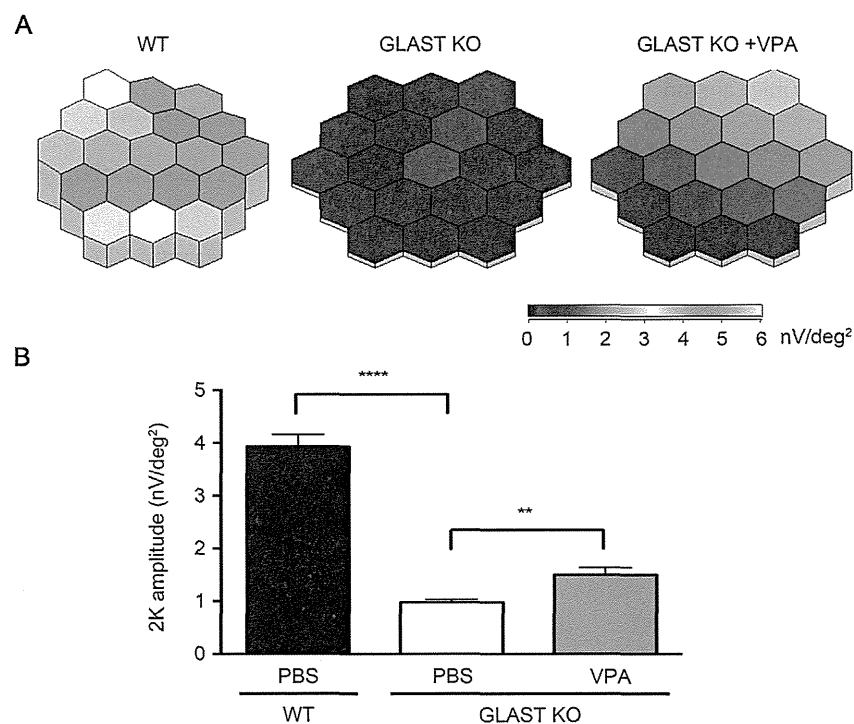 A
WT
GLAST KO
GLAST KO +VPA
0 1 2 3 4 5 6 nV/deg²
B
2K amplitude (nV/deg²)
5
4
3
2
1
0
****
**
PBS
PBS
VPA
WT
GLAST KO